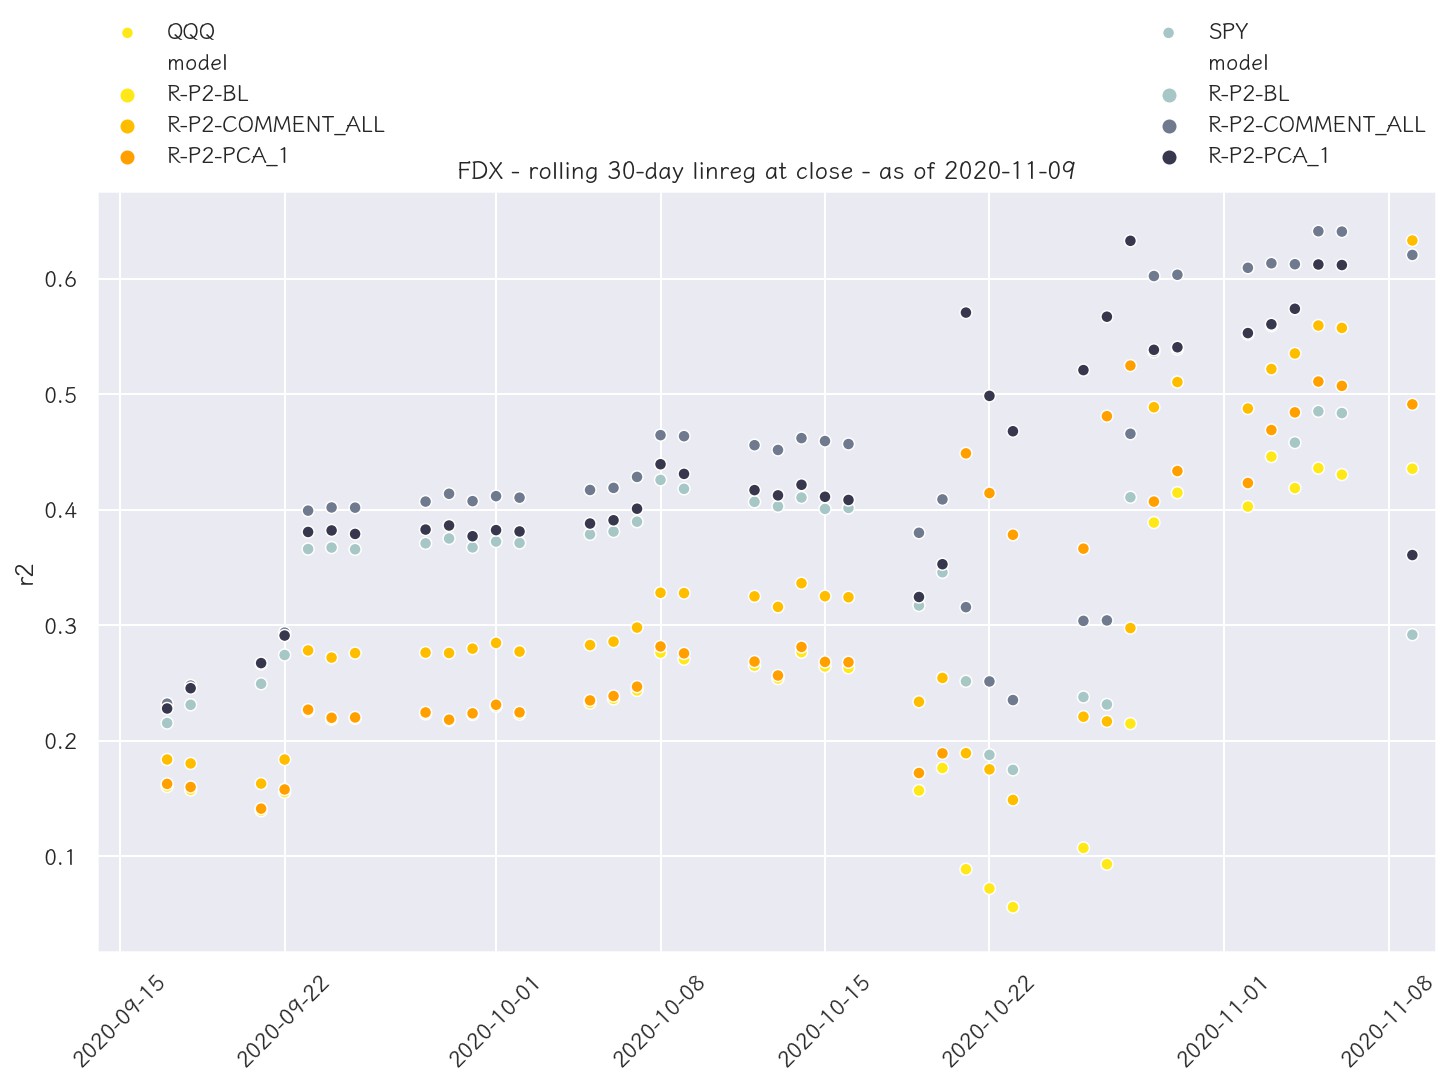 QQQ
model
R-P2-BL
R-P2-COMMENT_ALL
R-P2-PCA_1
SPY
model
R-P2-BL
R-P2-COMMENT_ALL
R-P2-PCA_1
FDX - rolling 30-day linreg at close - as of 2020-11-09
r2
0.6
0.5
0.4
0.3
0.2
0.1
2020-09-15
2020-09-22
2020-10-01
2020-10-08
2020-10-15
2020-10-22
2020-11-01
2020-11-08